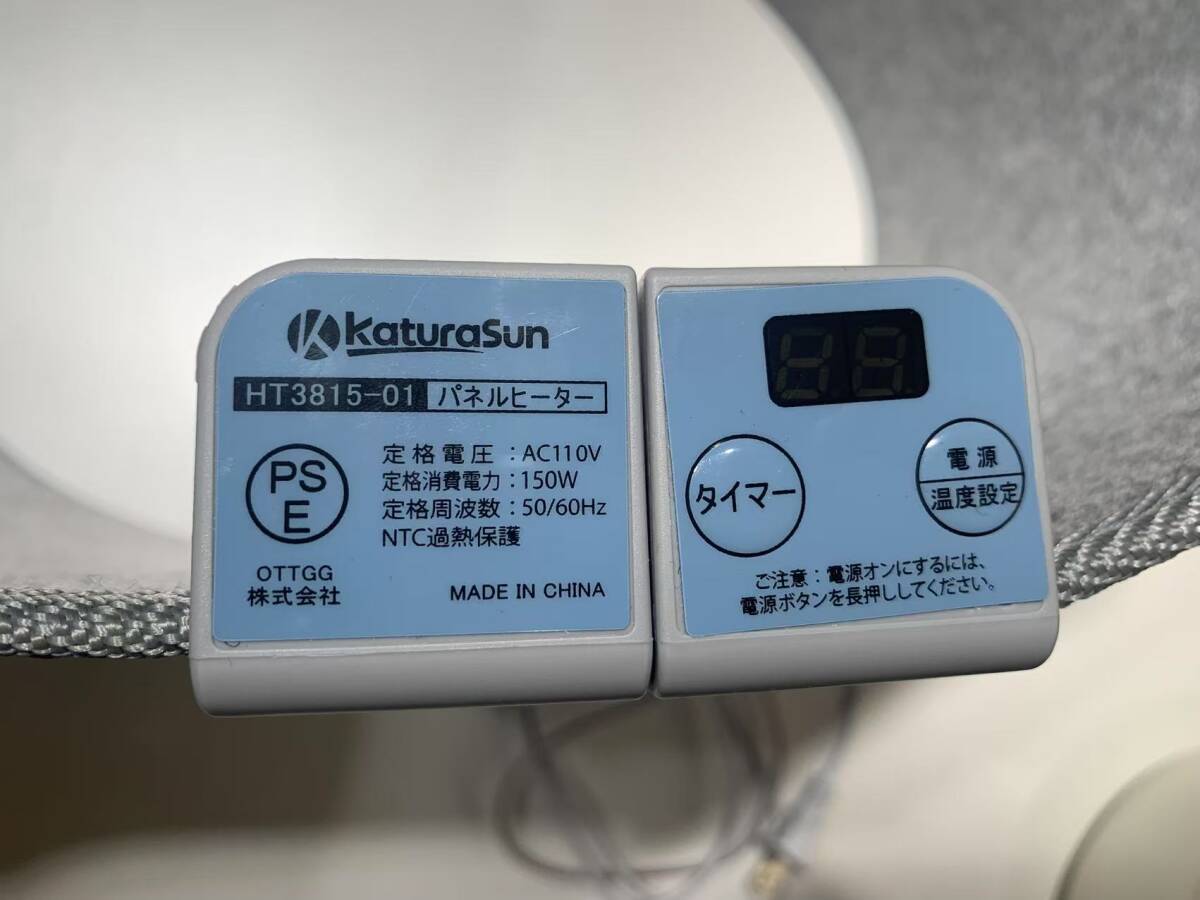 KaturaSun
HT3815-01 パネルヒーター
PS
E
定格電圧：AC110V
定格消費電力：150W
定格周波数：50/60Hz
NTC過熱保護
OTTGG
株式会社
MADE IN CHINA
88
タイマー
電源
温度設定
ご注意：電源オンにするには、
電源ボタンを長押ししてください。